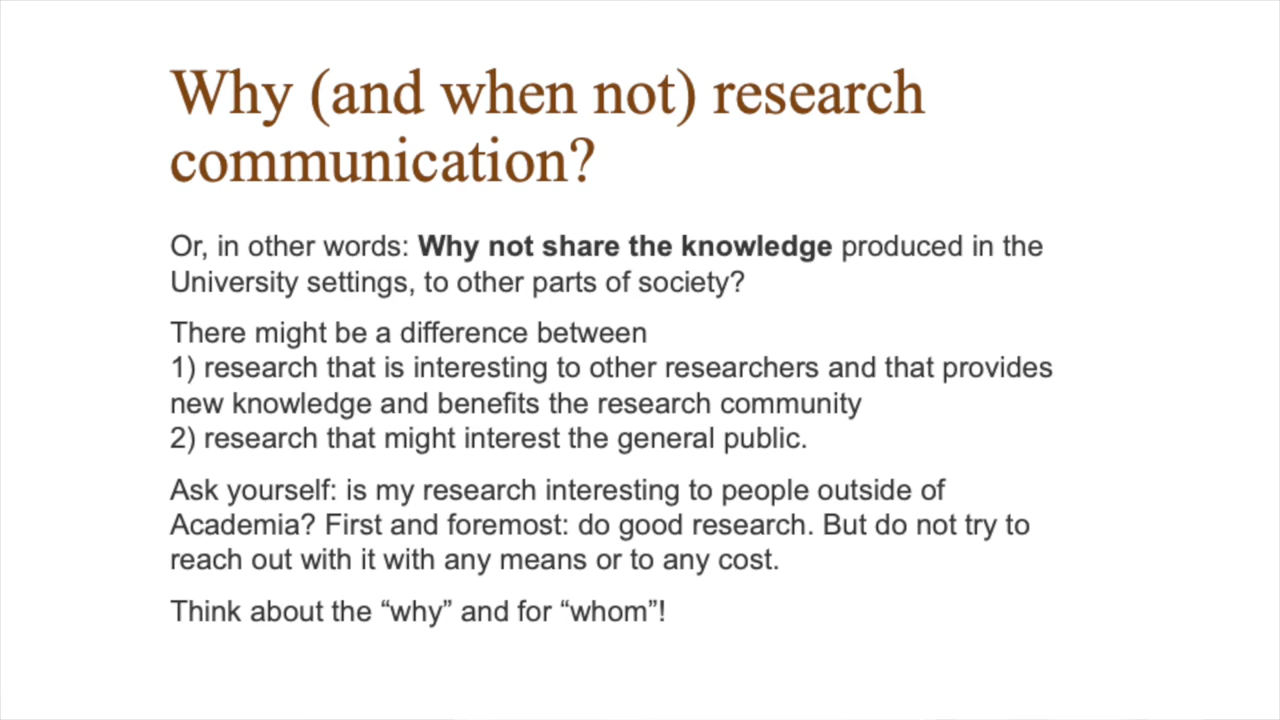 Why (and when not) research
communication?
Or, in other words: Why not share the knowledge produced in the
University settings, to other parts of society?
There might be a difference between
1) research that is interesting to other researchers and that provides
new knowledge and benefits the research community
2) research that might interest the general public.
Ask yourself: is my research interesting to people outside of
Academia? First and foremost: do good research. But do not try to
reach out with it with any means or to any cost.
Think about the “why” and for “whom”!